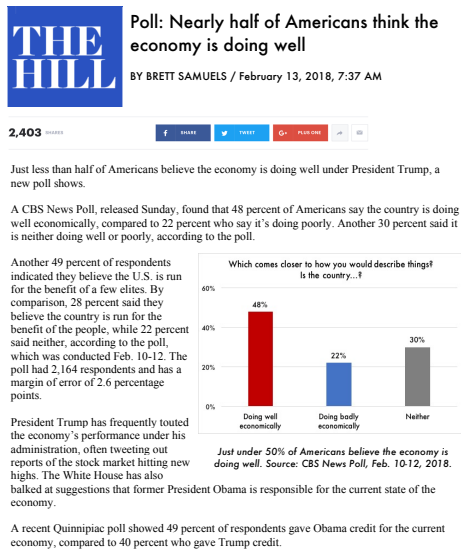 THE
HILL
Poll: Nearly half of Americans think the
economy is doing well
BY BRETT SAMUELS / February 13, 2018, 7:37 AM
2,403 SHARES
f SHARE
TWEET
G+ PLUS ONE
Just less than half of Americans believe the economy is doing well under President Trump, a
new poll shows.
A CBS News Poll, released Sunday, found that 48 percent of Americans say the country is doing
well economically, compared to 22 percent who say it's doing poorly. Another 30 percent said it
is neither doing well or poorly, according to the poll.
Another 49 percent of respondents
indicated they believe the U.S. is run
for the benefit of a few elites. By
comparison, 28 percent said they
believe the country is run for the
benefit of the people, while 22 percent
said neither, according to the poll,
which was conducted Feb. 10-12. The
poll had 2,164 respondents and has a
margin of error of 2.6 percentage
points.
Which comes closer to how you would describe things?
Is the country...?
60%
40%
20%
0%
48%
22%
30%
Doing well
economically
Doing badly
economically
Neither
Just under 50% of Americans believe the economy is
doing well. Source: CBS News Poll, Feb. 10-12, 2018.
President Trump has frequently touted
the economy's performance under his
administration, often tweeting out
reports of the stock market hitting new
highs. The White House has also
balked at suggestions that former President Obama is responsible for the current state of the
economy.
A recent Quinnipiac poll showed 49 percent of respondents gave Obama credit for the current
economy, compared to 40 percent who gave Trump credit.